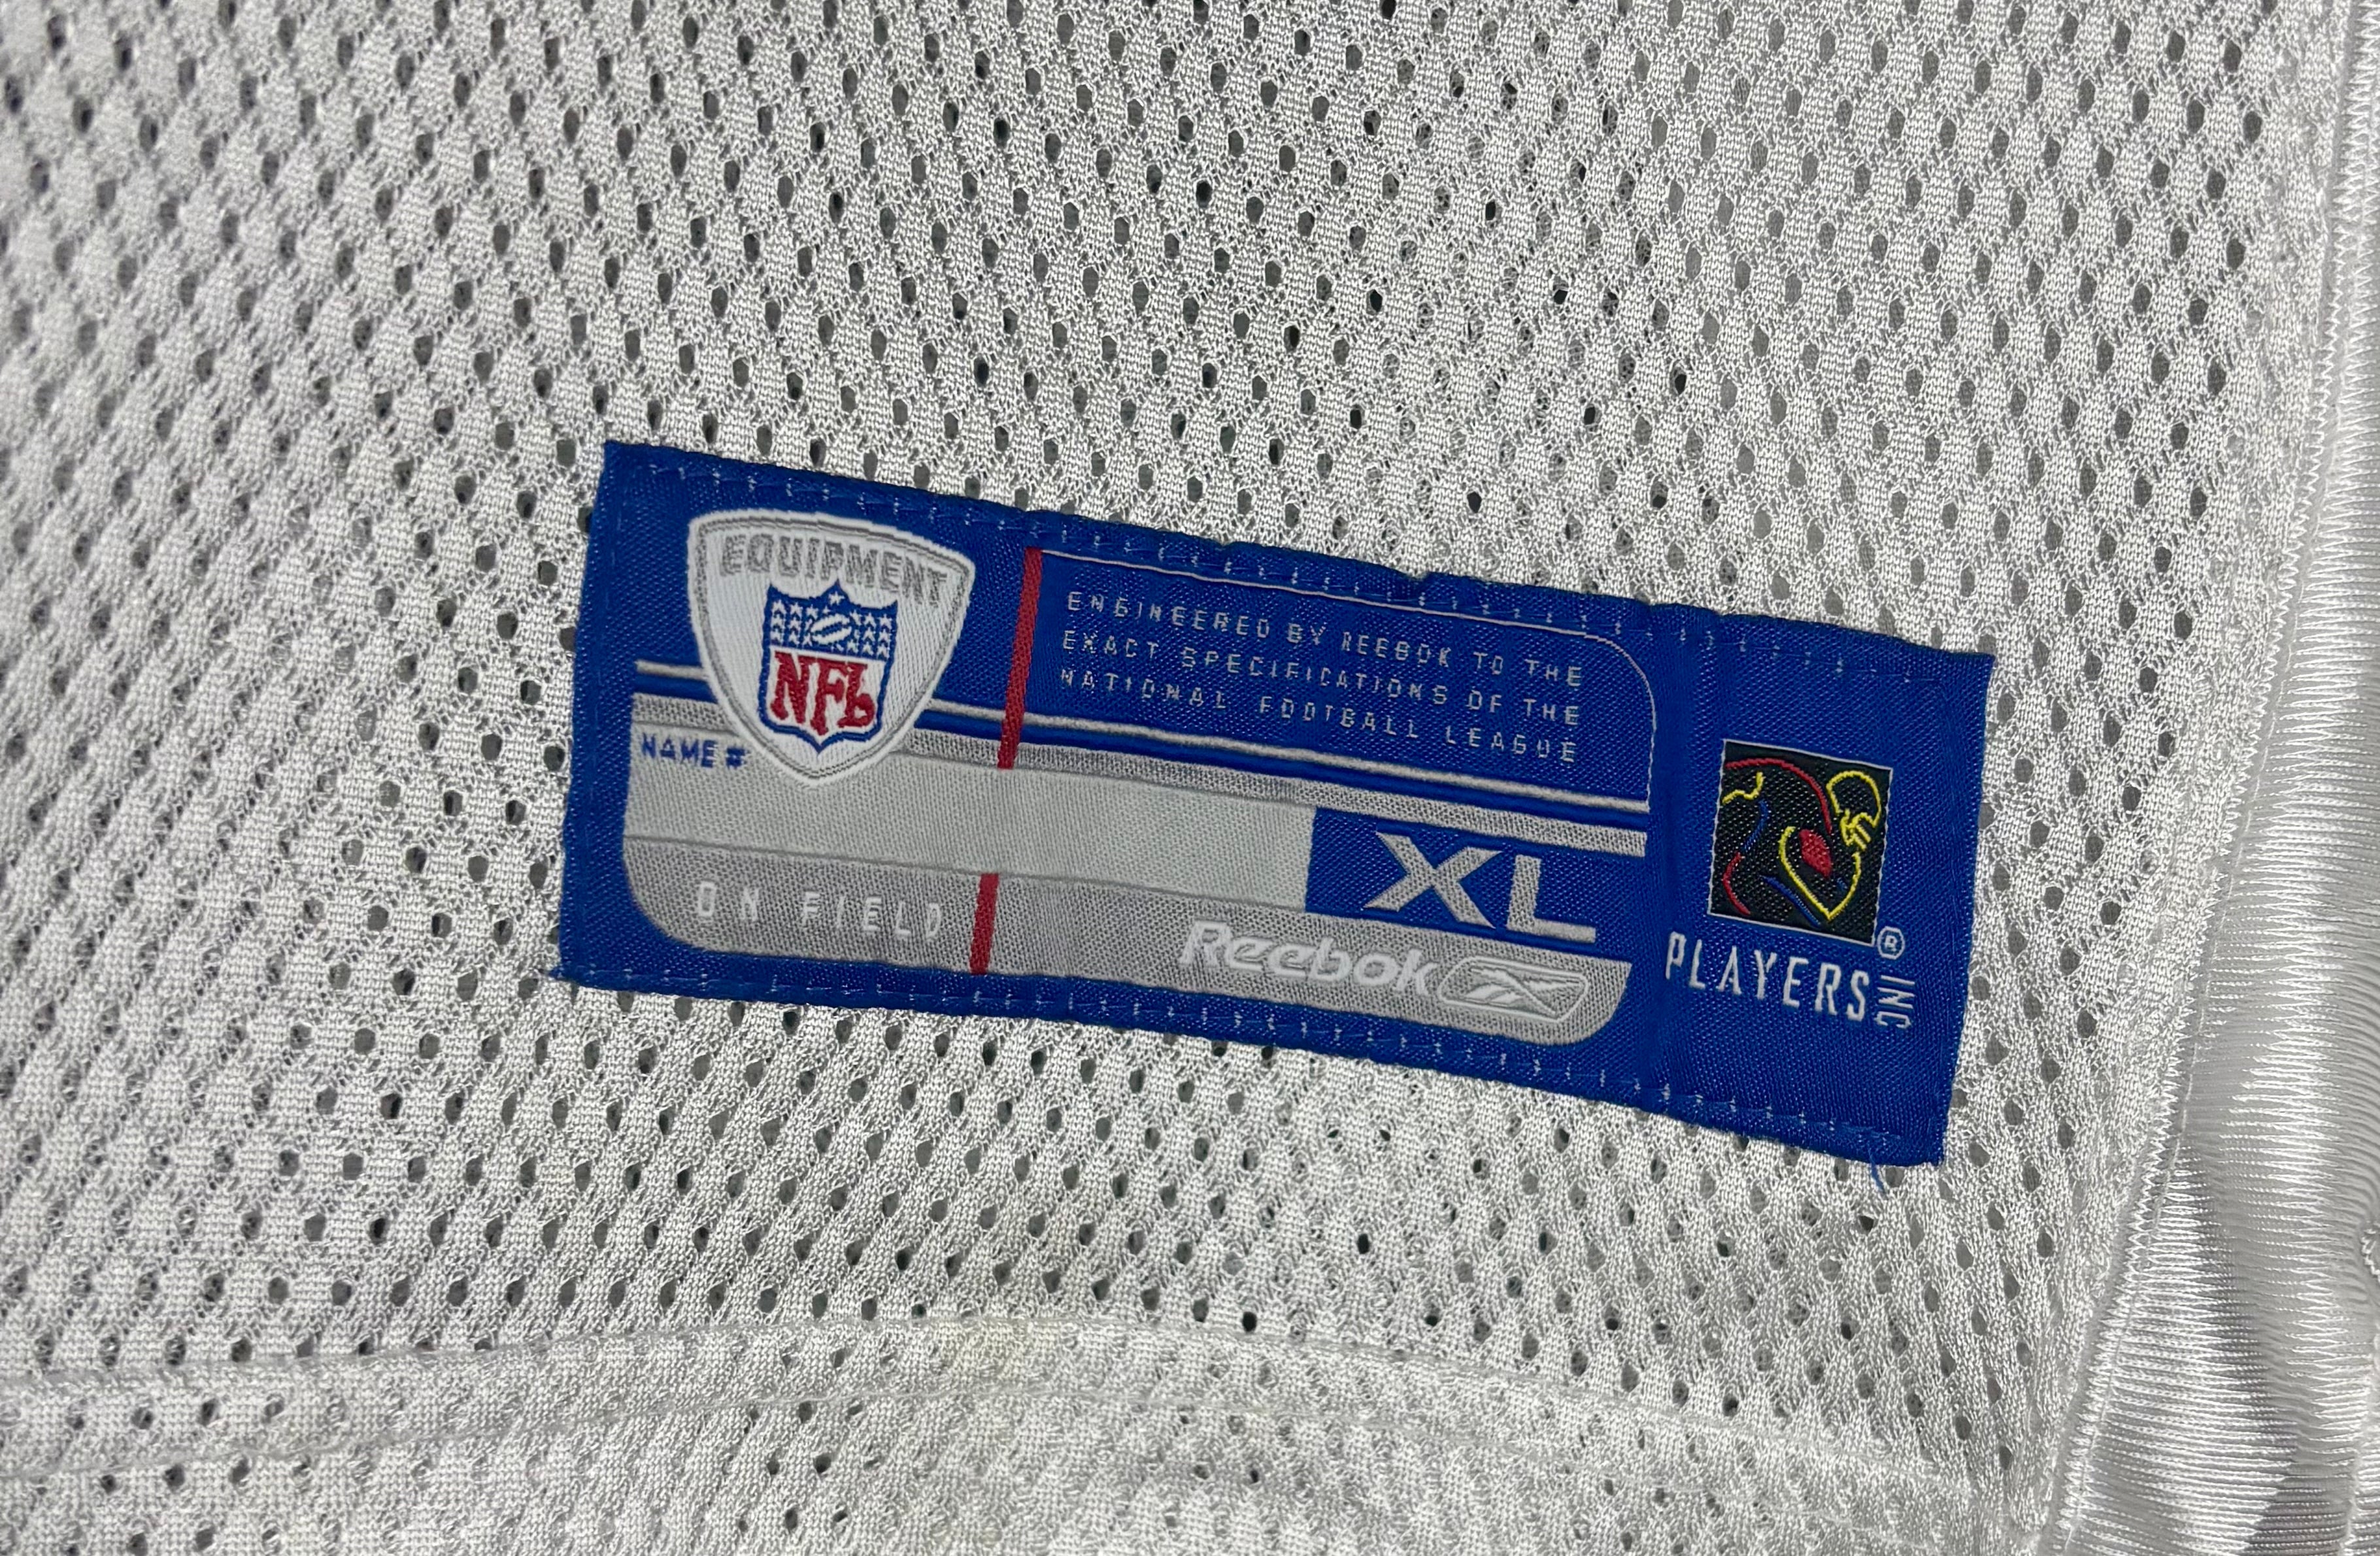 EQUIPMENT
NFL
ENGINEERED BY REEBOK TO THE
EXACT SPECIFICATIONS OF THE
NATIONAL FOOTBALL LEAGUE
NAME #
XL
ON FIELD
Reebok
PLAYERS INC ®